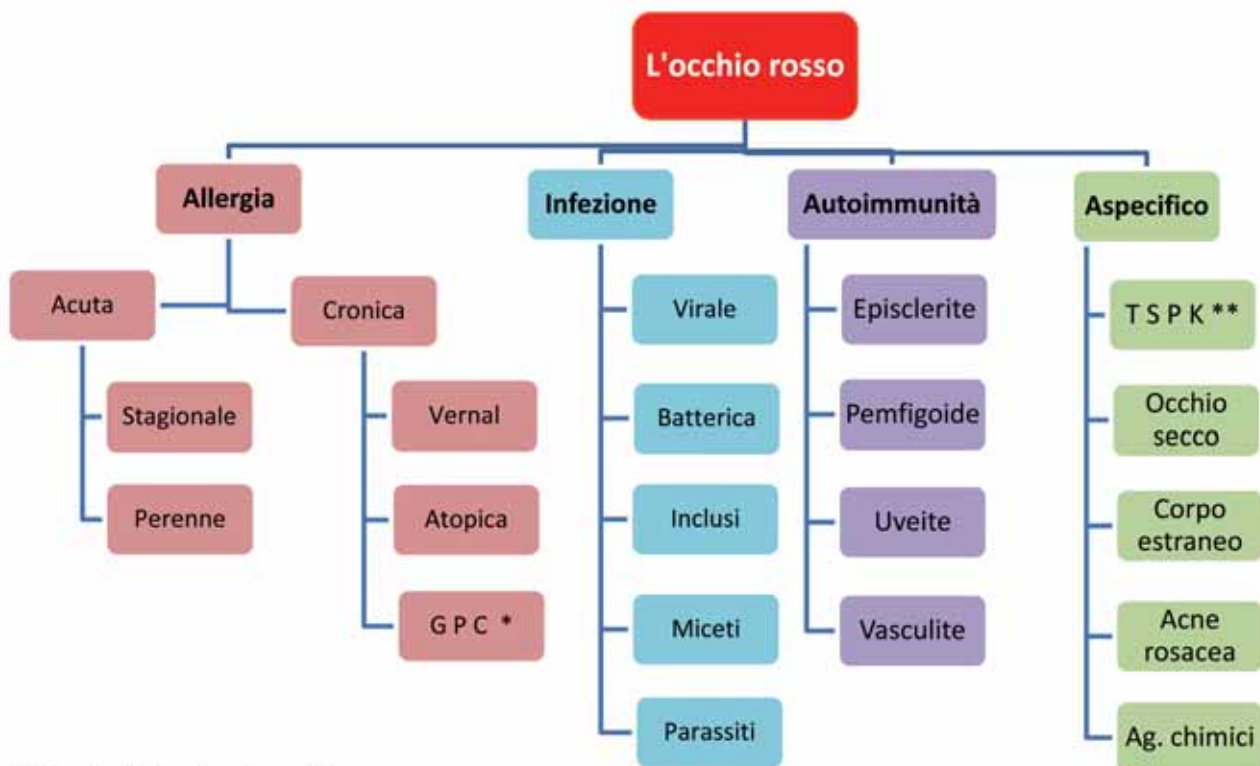 L'occhio rosso
Allergia
Infezione
Autoimmunità
Aspecifico
Acuta
Cronica
Stagionale
Perenne
Vernal
Atopica
G P C *
Virale
Batterica
Inclusi
Miceti
Parassiti
Episclerite
Pemfigoide
Uveite
Vasculite
T S P K **
Occhio
secco
Corpo
estraneo
Acne
rosacea
Ag. chimici